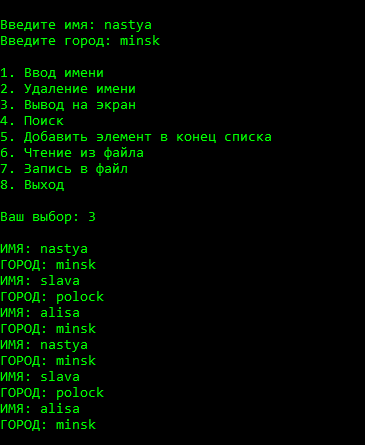 Введите имя: nastya
Введите город: minsk
1. Ввод имени
2. Удаление имени
3. Вывод на экран
4. Поиск
5. Добавить элемент в конец списка
6. Чтение из файла
7. Запись в файл
8. Выход
Ваш выбор: 3
ИМЯ: nastya
ГОРОД: minsk
ИМЯ: slava
ГОРОД: polock
ИМЯ: alisa
ГОРОД: minsk
ИМЯ: nastya
ГОРОД: minsk
ИМЯ: slava
ГОРОД: polock
ИМЯ: alisa
ГОРОД: minsk